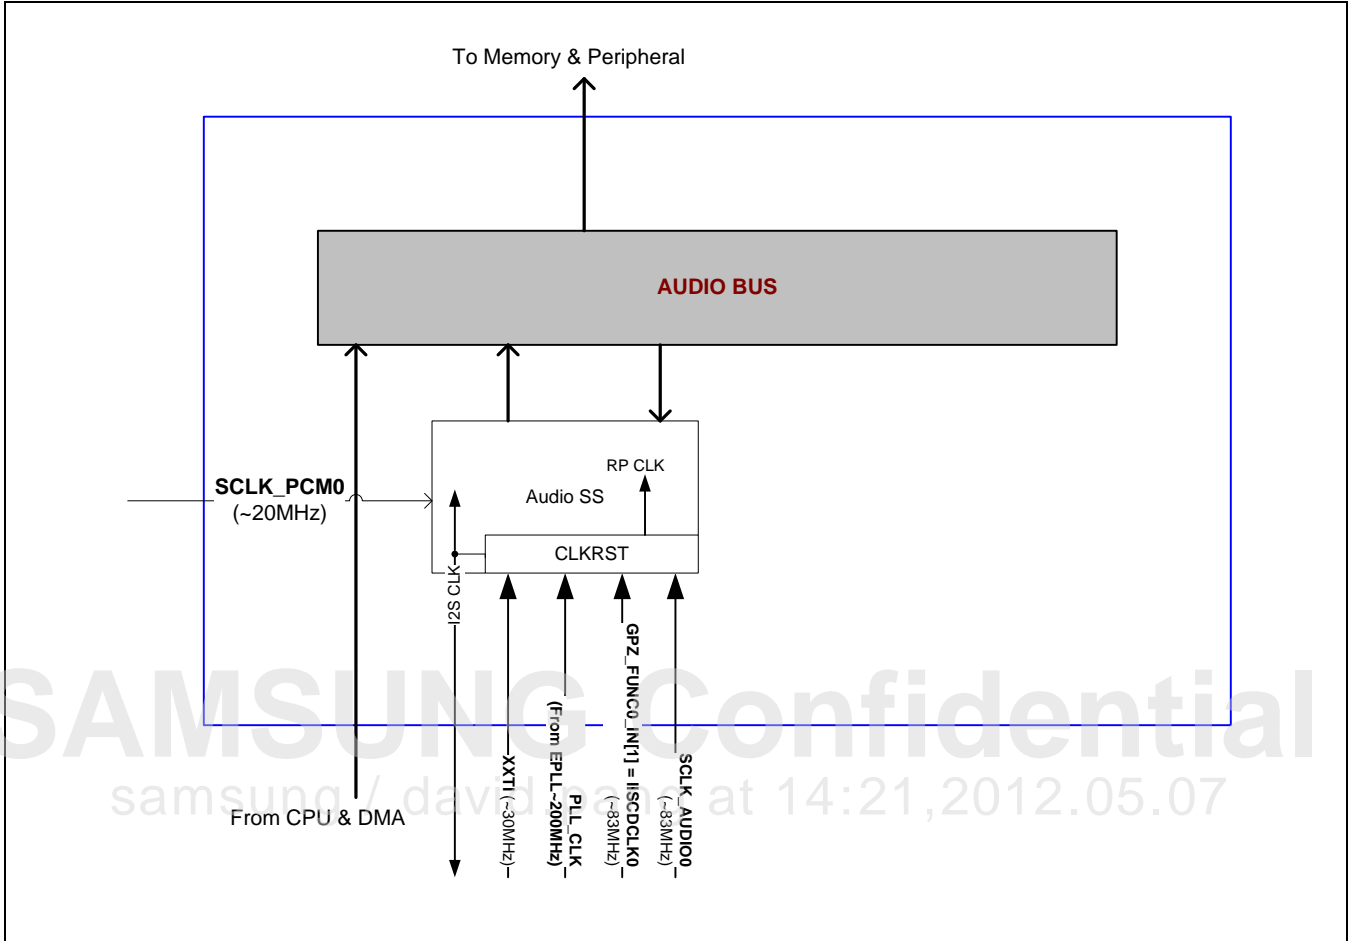 To Memory & Peripheral
AUDIO BUS
RP CLK
SCLK_PCM0
(~20MHz)
Audio SS
CLKRST
I2S CLK
GPZ_FUNC0_IN[1] = IISCDCLK0
(~83MHz)
SAMSUNG Confidential
PLL_CLK
(From EPLL~200MHz)
XXTI (~30MHz)
SCLK_AUDIO0
(~83MHz)
samsung / david at 14:21,2012.05.07
From CPU & DMA